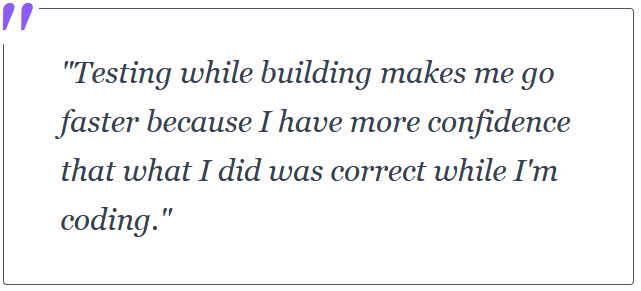 "Testing while building makes me go
faster because I have more confidence
that what I did was correct while I'm
coding."